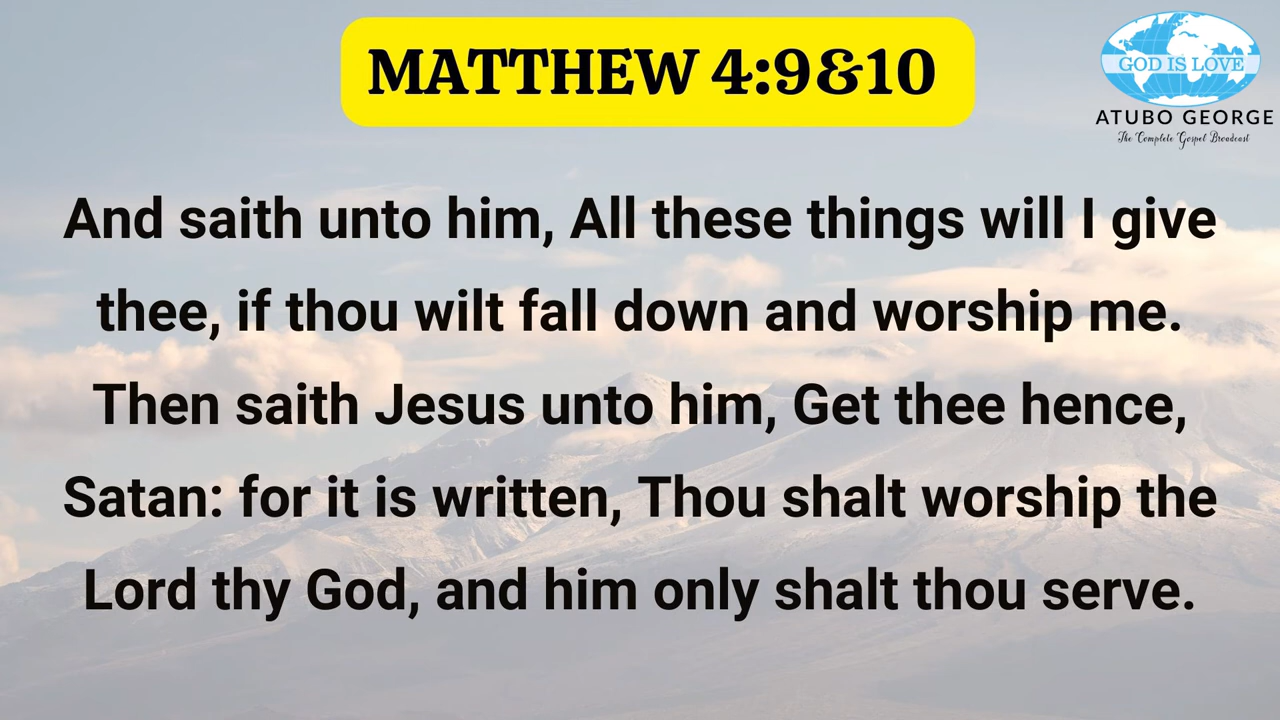 MATTHEW 4:9&10
GOD IS LOVE
ATUBO GEORGE
The Complete Gospel Broadcast
And saith unto him, All these things will I give
thee, if thou wilt fall down and worship me.
Then saith Jesus unto him, Get thee hence,
Satan: for it is written, Thou shalt worship the
Lord thy God, and him only shalt thou serve.